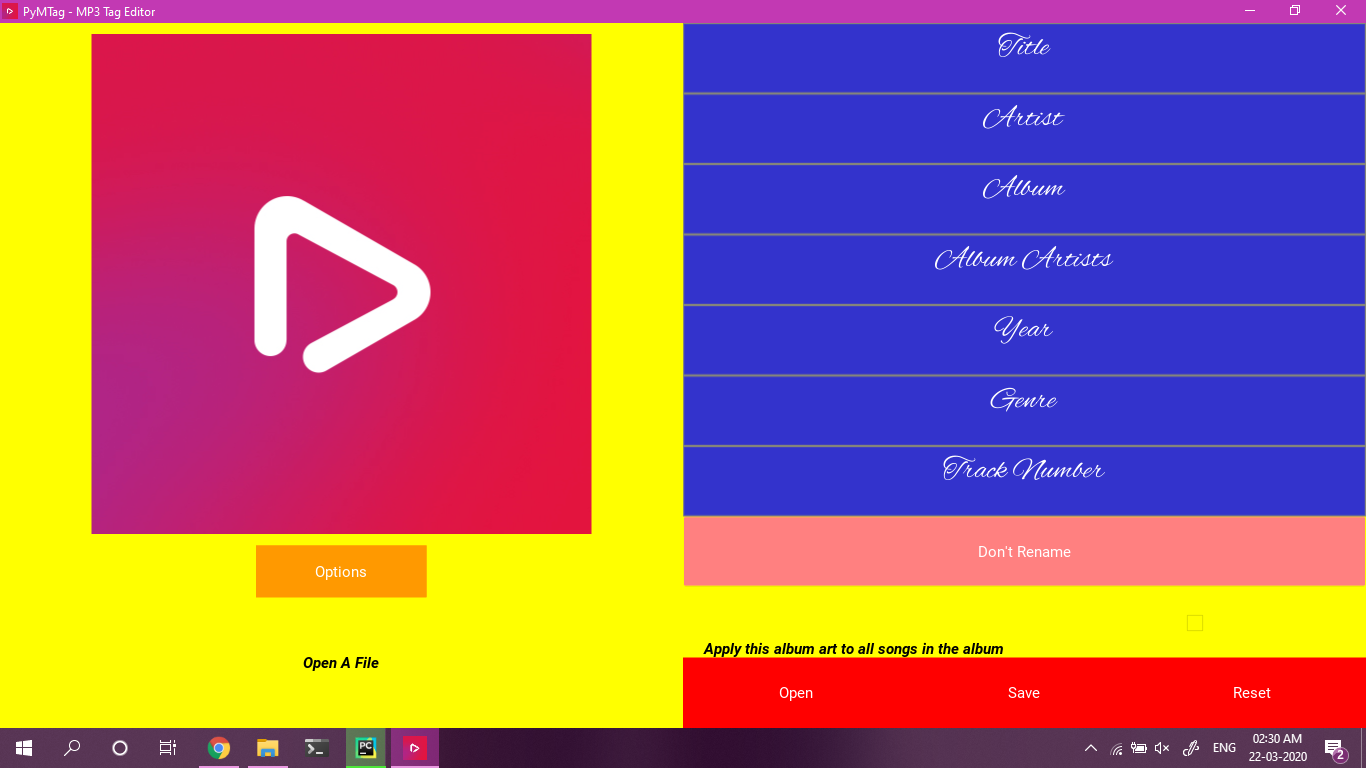 PyMTag - MP3 Tag Editor
Title
Artist
Album
Album Artists
Year
Genre
Track Number
Don't Rename
Options
Apply this album art to all songs in the album
Open A File
Open Save Reset
PC
ENG
02:30 AM
22-03-2020
2